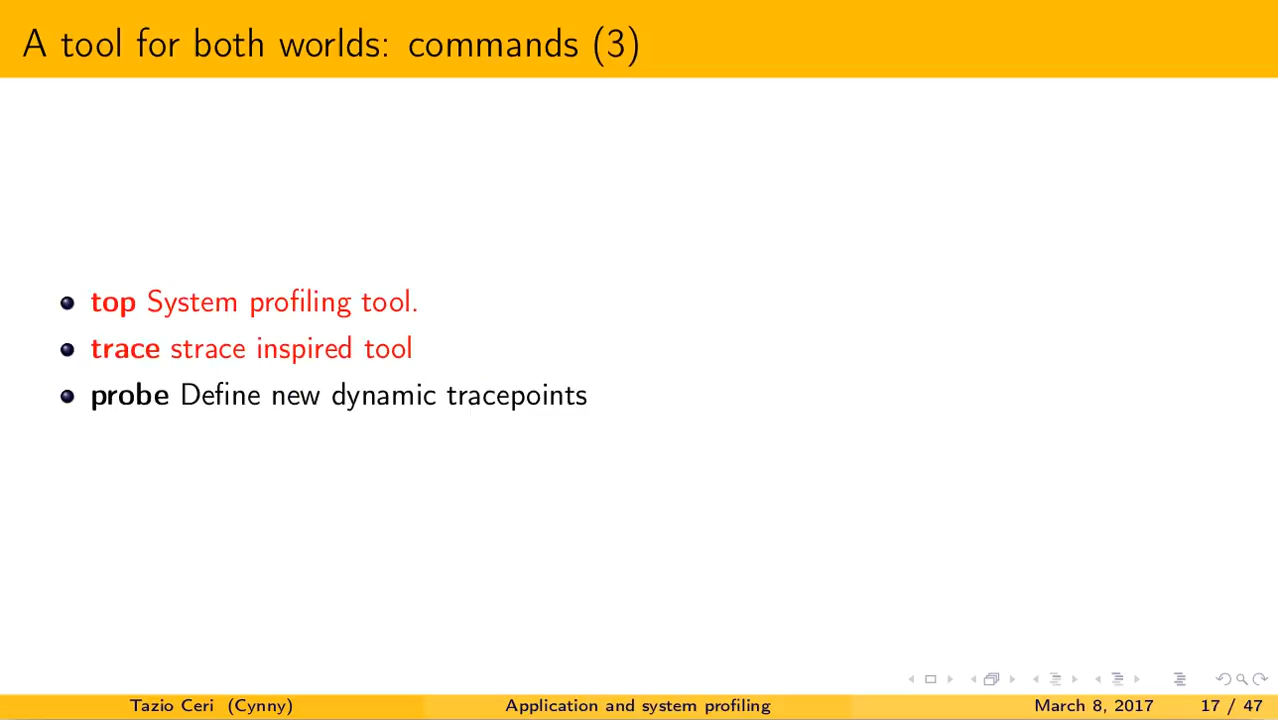 A tool for both worlds: commands (3)
top System profiling tool.
trace strace inspired tool
probe Define new dynamic tracepoints
Tazio Ceri (Cynny) Application and system profiling March 8, 2017 17 / 47